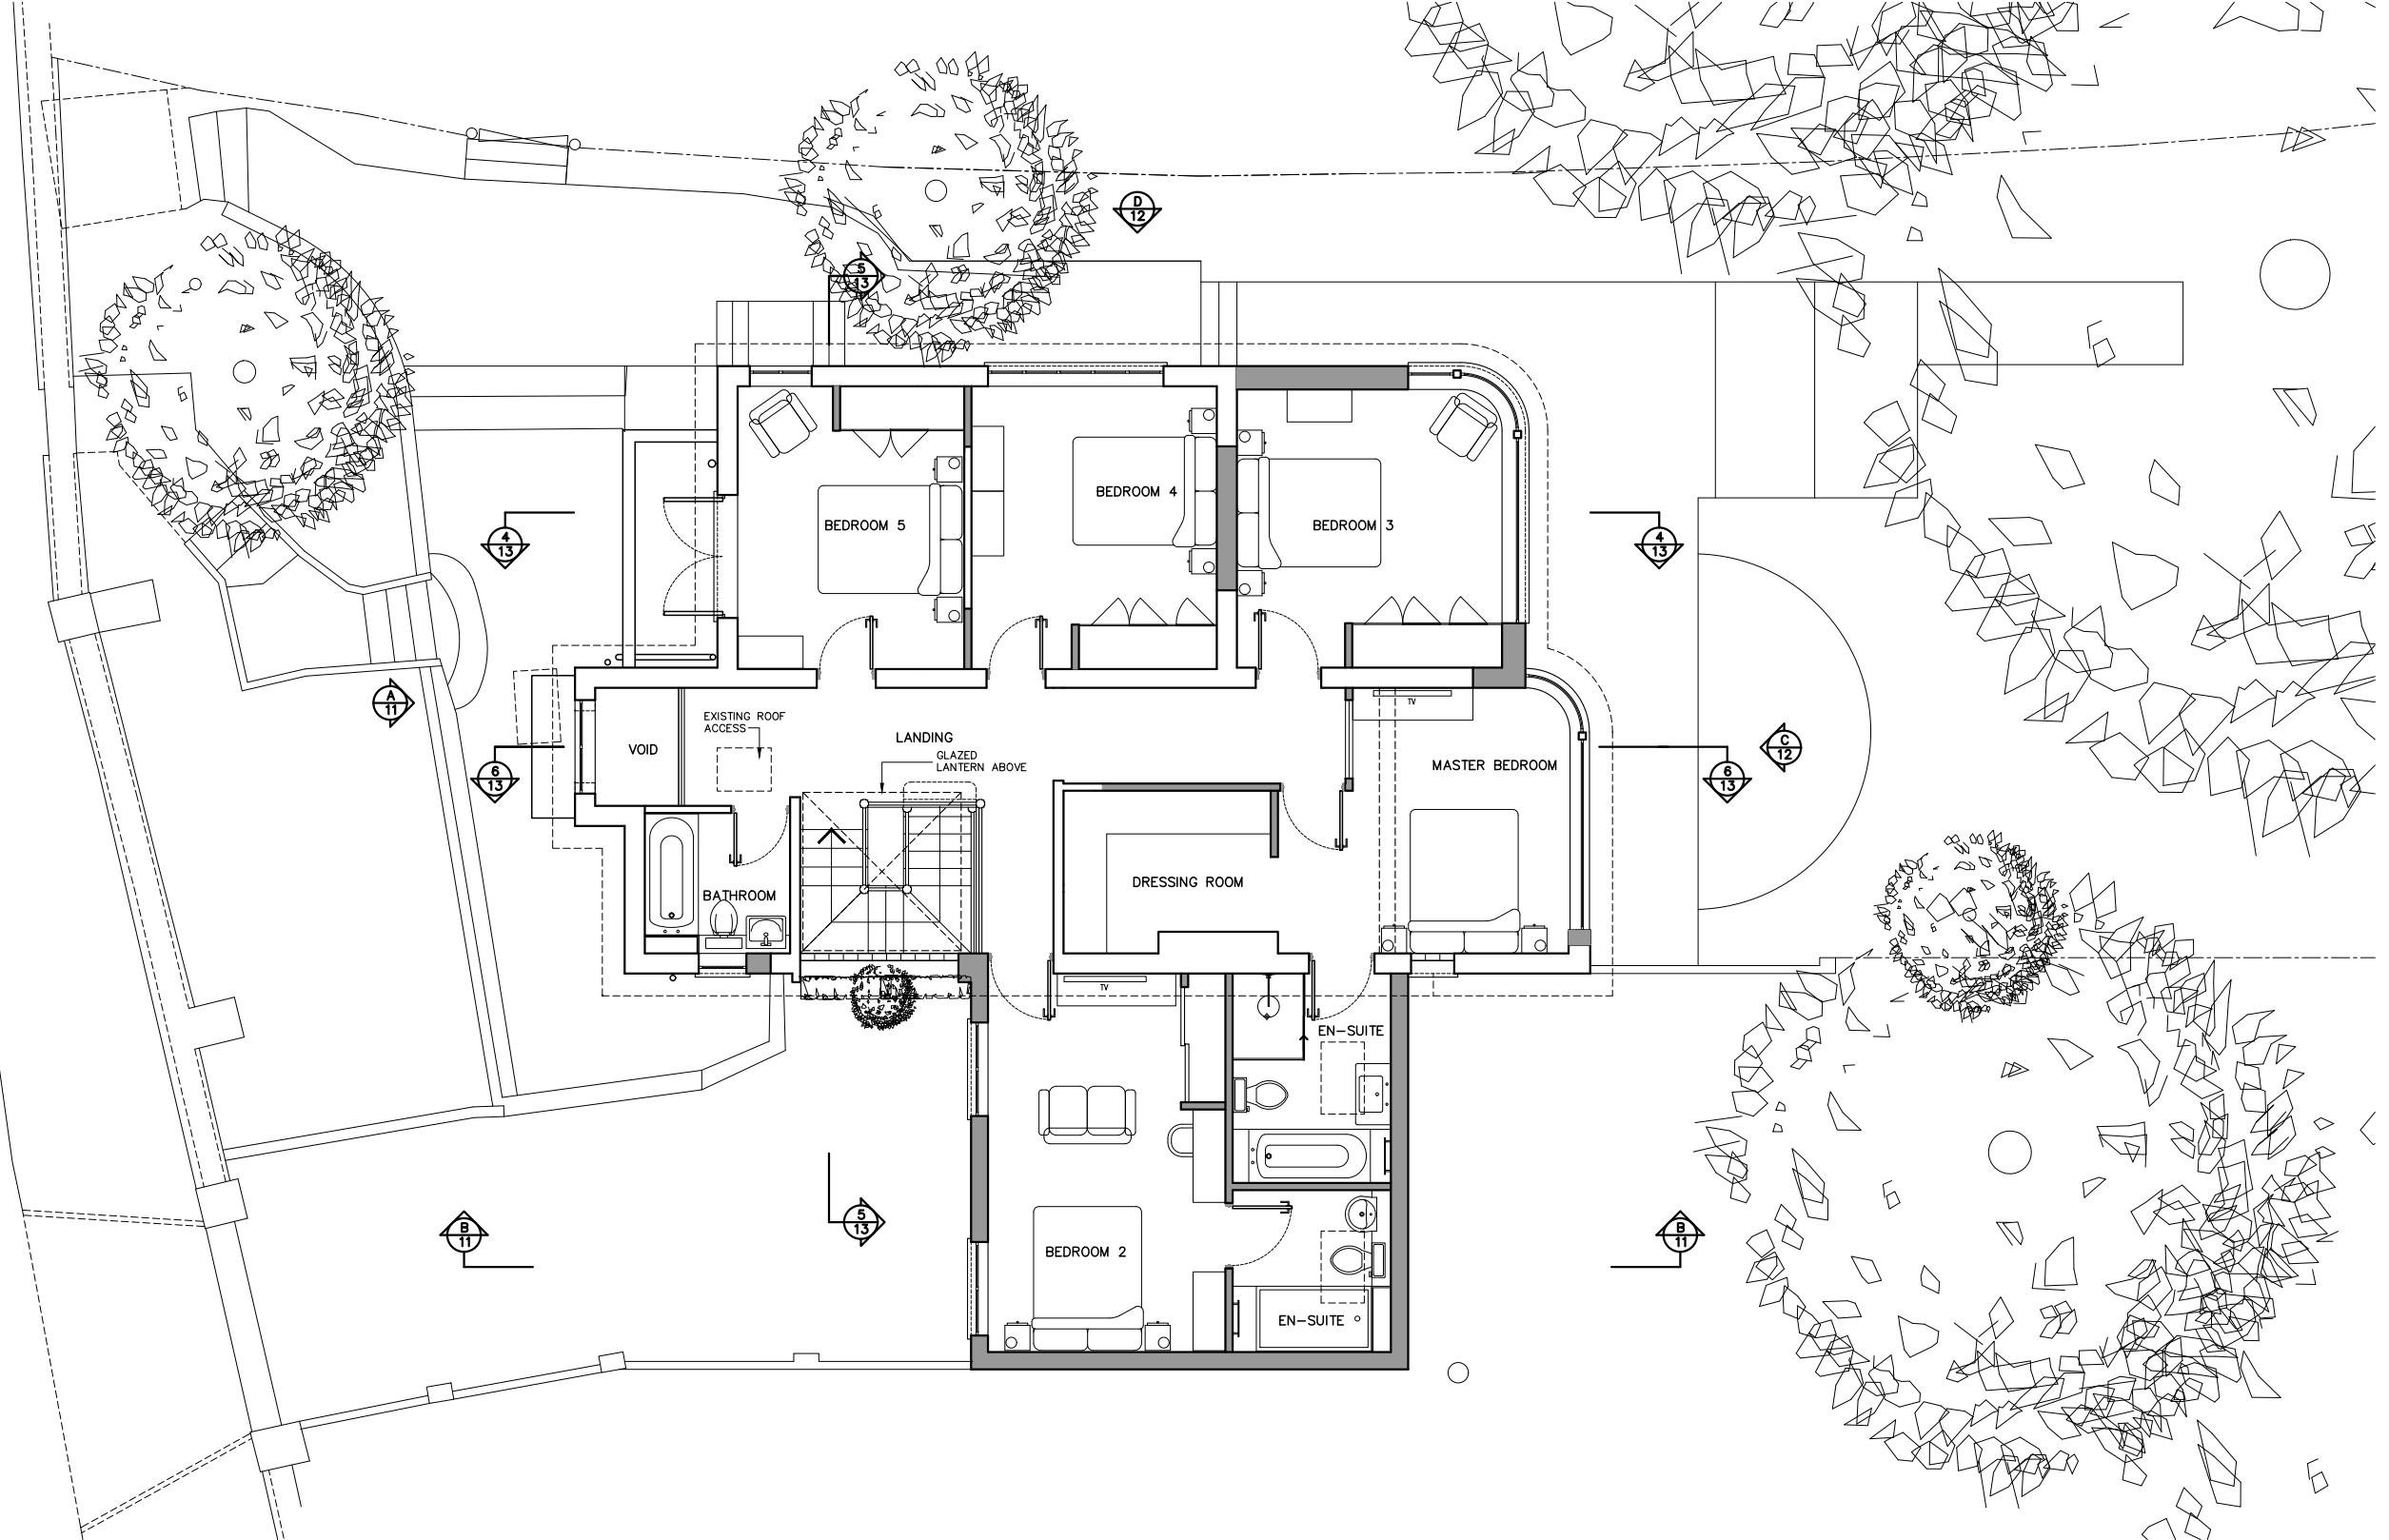 D
12
5
13
BEDROOM 5
BEDROOM 4
BEDROOM 3
4
13
4
13
A
11
EXISTING ROOF
ACCESS
VOID
LANDING
GLAZED
LANTERN ABOVE
TV
MASTER BEDROOM
6
13
6
13
C
12
BATHROOM
DRESSING ROOM
TV
EN-SUITE
B
11
5
13
BEDROOM 2
B
11
EN-SUITE